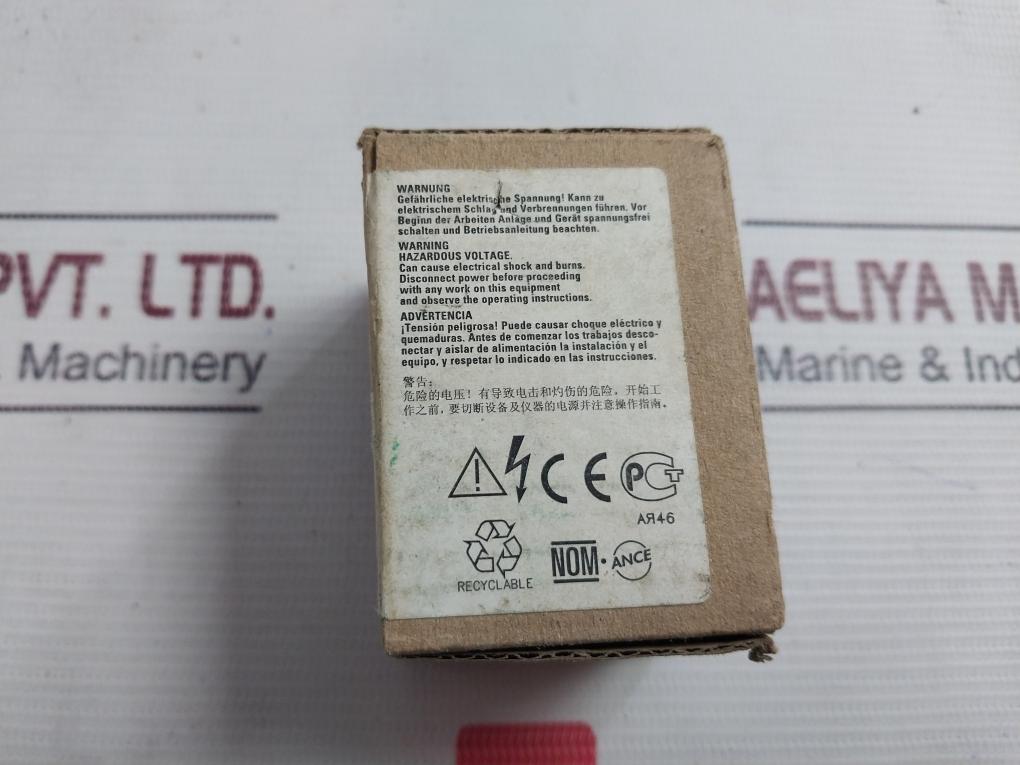 WARNUNG
Gefährliche elektrische Spannung! Kann zu
elektrischem Schlag und Verbrennungen führen. Vor
Beginn der Arbeiten Anlage und Gerät spannungsfrei
schalten und Betriebsanleitung beachten.
WARNING
HAZARDOUS VOLTAGE.
Can cause electrical shock and burns.
Disconnect power before proceeding
with any work on this equipment
and observe the operating instructions.
ADVERTENCIA
¡Tensión peligrosa! Puede causar choque eléctrico y
quemaduras. Antes de comenzar los trabajos desco-
nectar y aislar de alimentación la instalación y el
equipo, y respetar lo indicado en las instrucciones.
警告:
危险的电压! 有导致电击和灼伤的危险。开始工
作之前,要切断设备及仪器的电源并注意操作指南。
CE PCT
АЯ46
RECYCLABLE
NOM · ANCE
PVT. LTD.
Machinery
AELIYA M
Marine & Ind